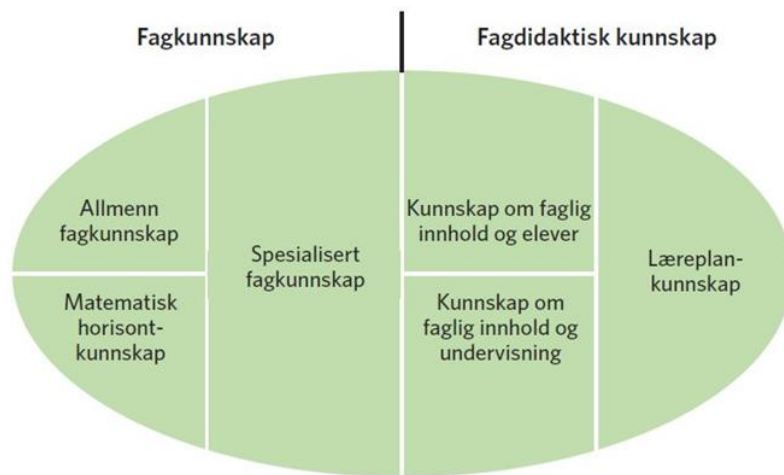 Fagkunnskap
Fagdidaktisk kunnskap
Allmenn
fagkunnskap
Matematisk
horisont-
kunnskap
Spesialisert
fagkunnskap
Kunnskap om faglig
innhold og elever
Kunnskap om
faglig innhold og
undervisning
Læreplan-
kunnskap